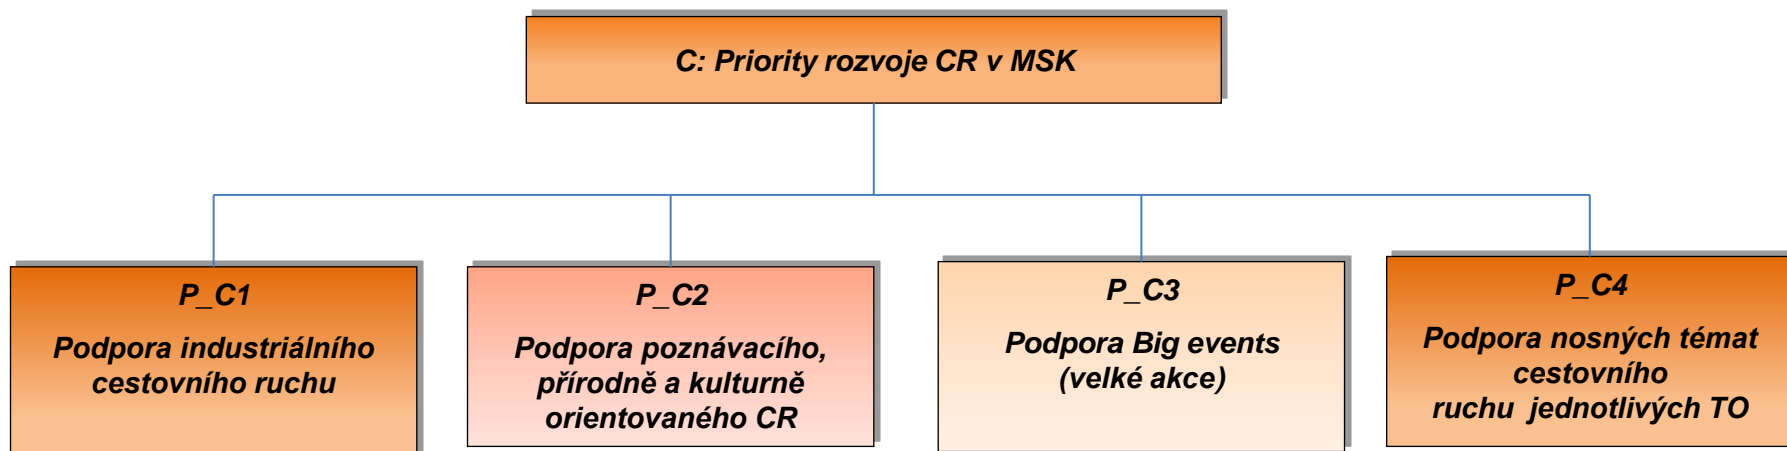 C: Priority rozvoje CR v MSK
P_C1
Podpora industriálního
cestovního ruchu
P_C2
Podpora poznávacího,
přírodně a kulturně
orientovaného CR
P_C3
Podpora Big events
(velké akce)
P_C4
Podpora nosných témat
cestovního
ruchu jednotlivých TO